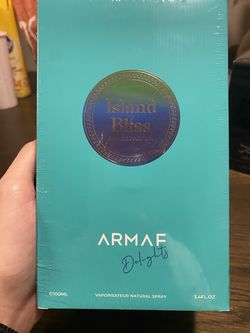 Island
Bliss
ARMAF
Delights
℮100ML
VAPORISATEUR NATURAL SPRAY
3.4FL.OZ